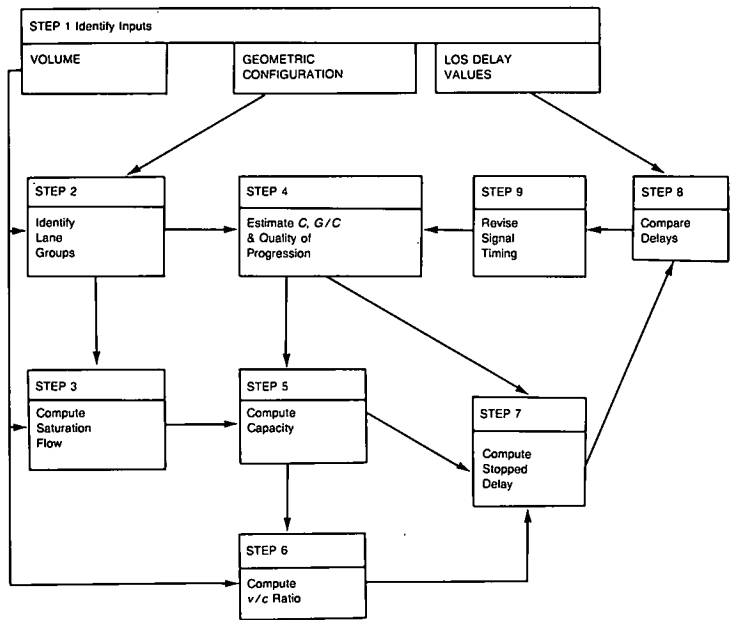 STEP 1 Identify Inputs
VOLUME
GEOMETRIC
CONFIGURATION
LOS DELAY
VALUES
STEP 2
Identify
Lane
Groups
STEP 4
Estimate C, G/C
& Quality of
Progression
STEP 9
Revise
Signal
Timing
STEP 8
Compare
Delays
STEP 3
Compute
Saturation
Flow
STEP 5
Compute
Capacity
STEP 7
Compute
Stopped
Delay
STEP 6
Compute
v/c Ratio